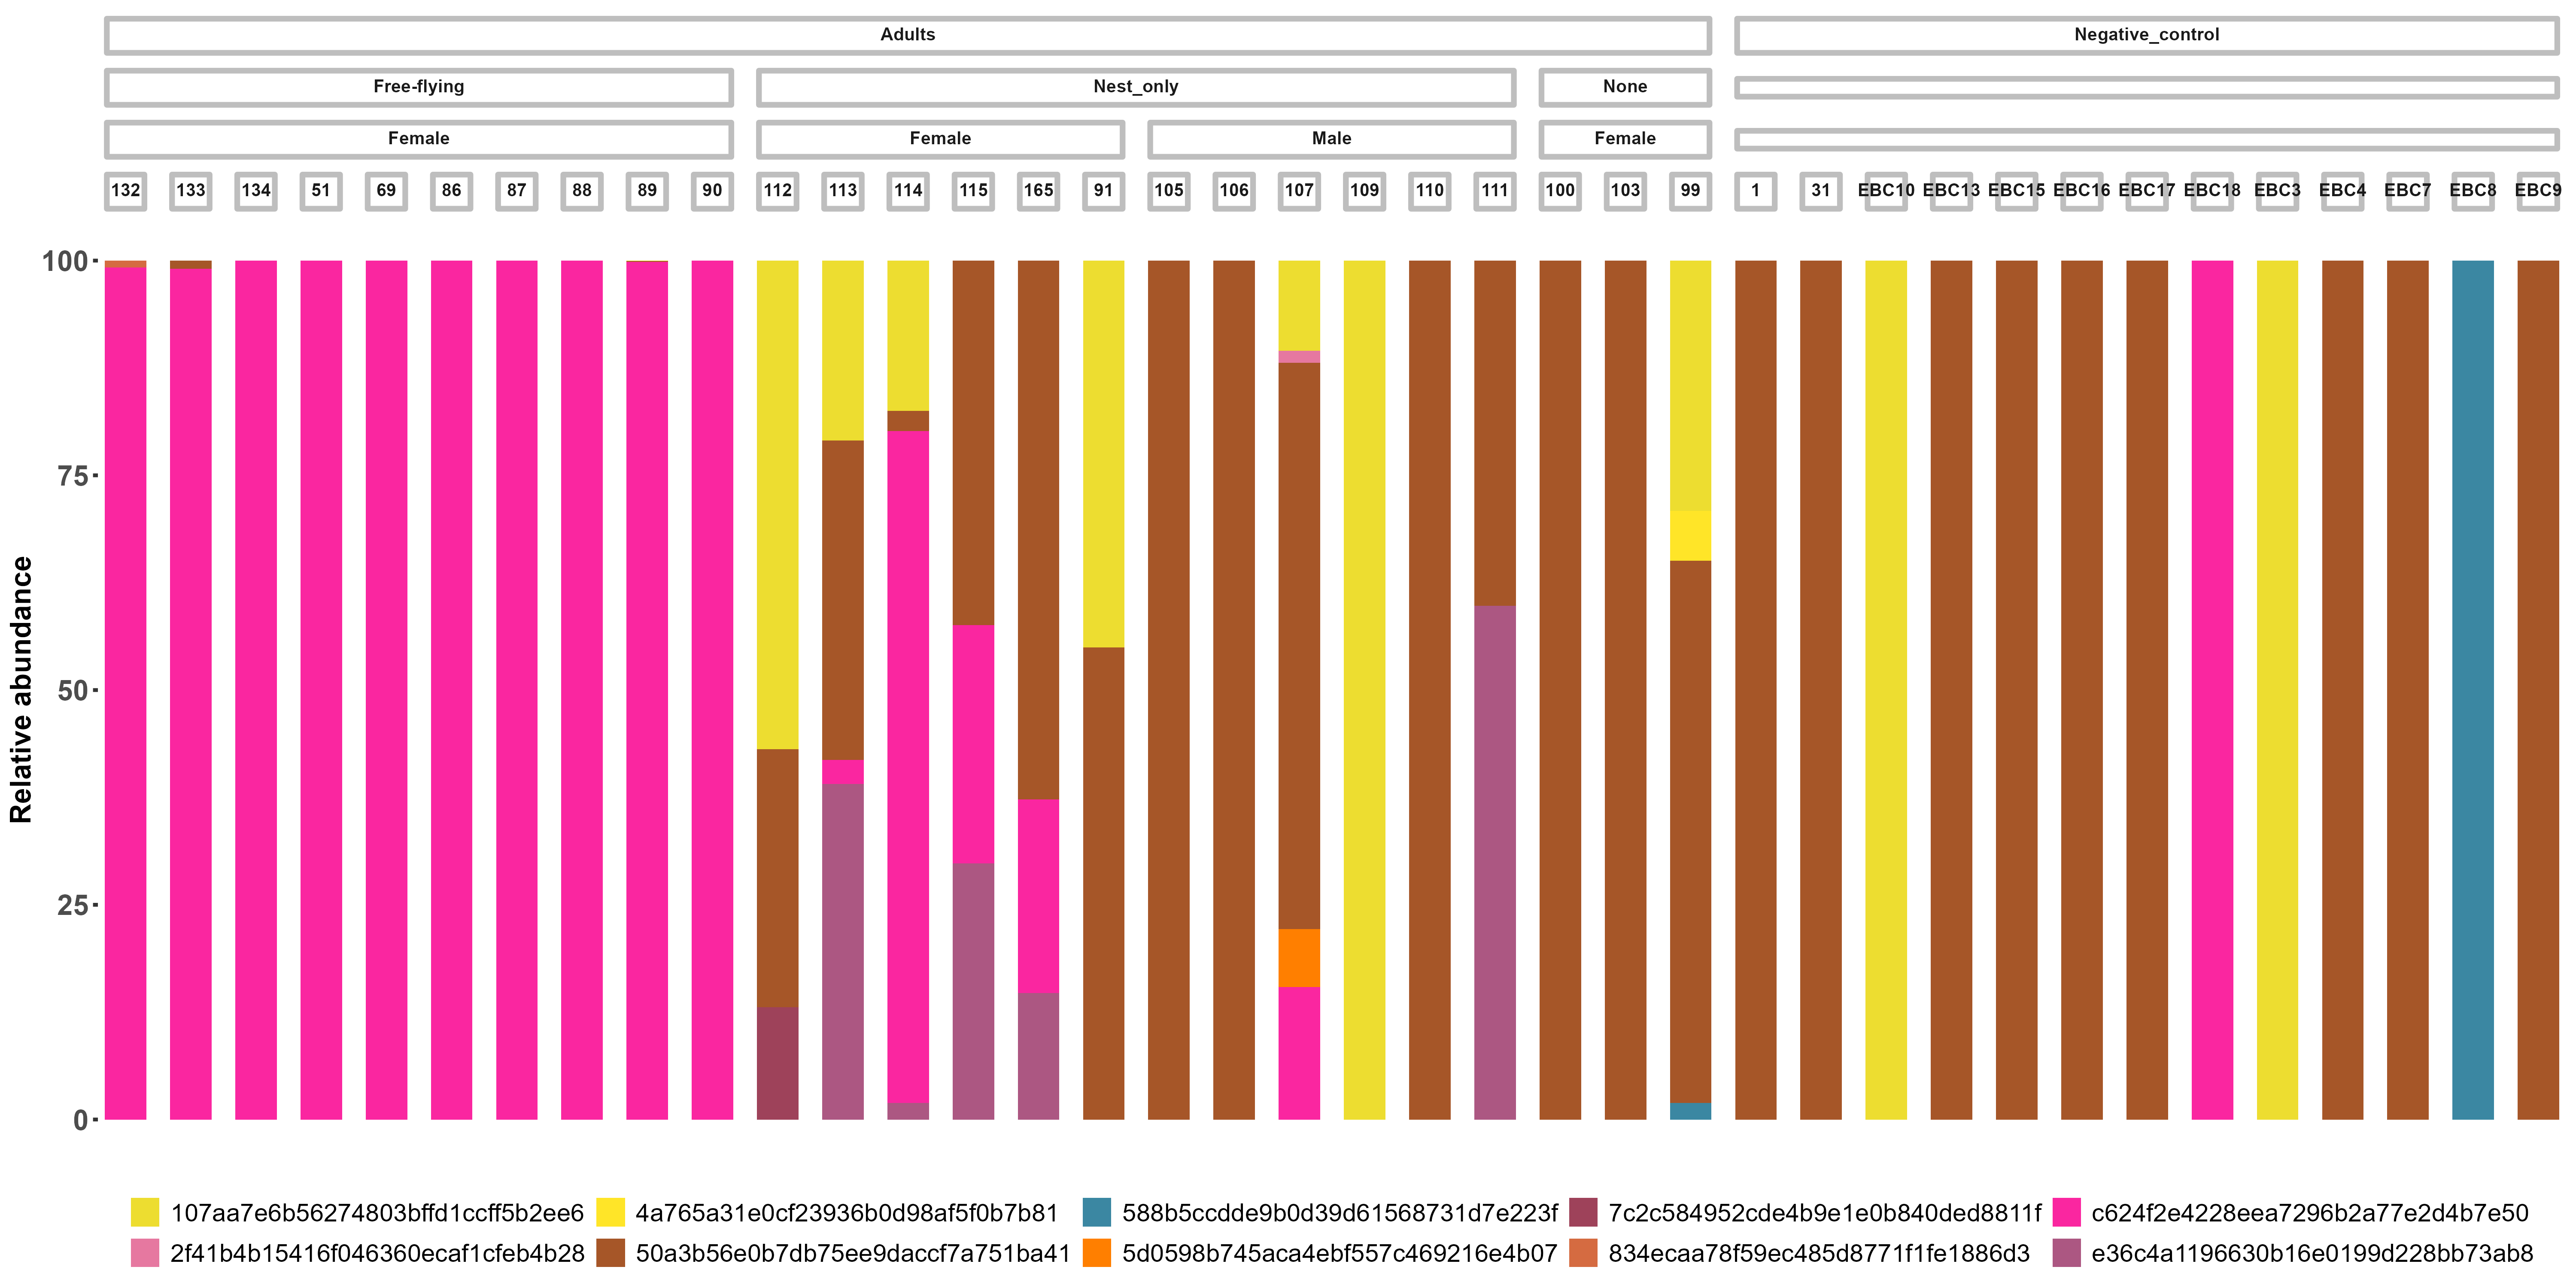 Adults Negative_control
Free-flying Nest_only None
Female Female Male Female
132 133 134 51 69 86 87 88 89 90 112 113 114 115 165 91 105 106 107 109 110 111 100 103 99 1 31 EBC10 EBC13 EBC15 EBC16 EBC17 EBC18 EBC3 EBC4 EBC7 EBC8 EBC9
100
75
50
25
0
Relative abundance
107aa7e6b56274803bffd1ccff5b2ee6 4a765a31e0cf23936b0d98af5f0b7b81 588b5ccdde9b0d39d61568731d7e223f 7c2c584952cde4b9e1e0b840ded8811f c624f2e4228eea7296b2a77e2d4b7e50
2f41b4b15416f046360ecaf1cfeb4b28 50a3b56e0b7db75ee9daccf7a751ba41 5d0598b745aca4ebf557c469216e4b07 834ecaa78f59ec485d8771f1fe1886d3 e36c4a1196630b16e0199d228bb73ab8